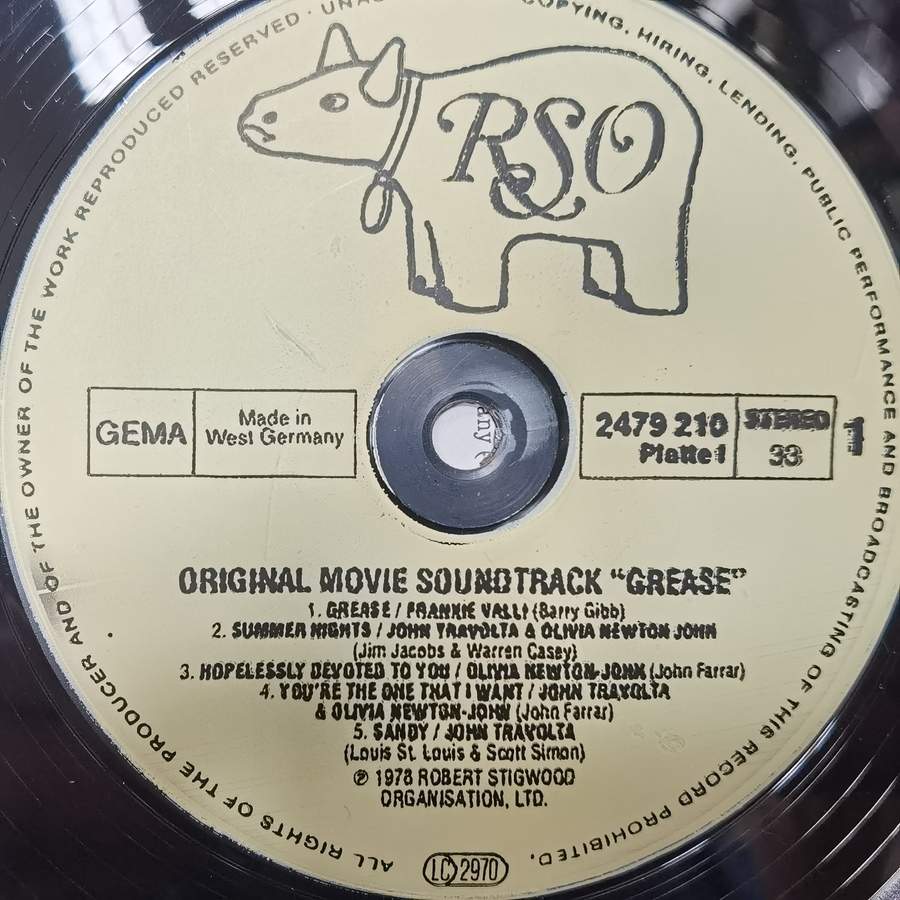 ALL RIGHTS OF THE PRODUCER AND OF THE OWNER OF THE WORK REPRODUCED RESERVED · COPYING, HIRING, LENDING, PUBLIC PERFORMANCE AND BROADCASTING OF THIS RECORD PROHIBITED.
RSO
GEMA
Made in
West Germany
2479 210
Platte 1
STEREO
33
1
ORIGINAL MOVIE SOUNDTRACK “GREASE”
1. GREASE / FRANKIE VALLI (Barry Gibb)
2. SUMMER NIGHTS / JOHN TRAVOLTA & OLIVIA NEWTON-JOHN
(Jim Jacobs & Warren Casey)
3. HOPELESSLY DEVOTED TO YOU / OLIVIA NEWTON-JOHN (John Farrar)
4. YOU'RE THE ONE THAT I WANT / JOHN TRAVOLTA
& OLIVIA NEWTON-JOHN (John Farrar)
5. SANDY / JOHN TRAVOLTA
(Louis St. Louis & Scott Simon)
℗ 1978 ROBERT STIGWOOD
ORGANISATION, LTD.
LC 2970
any